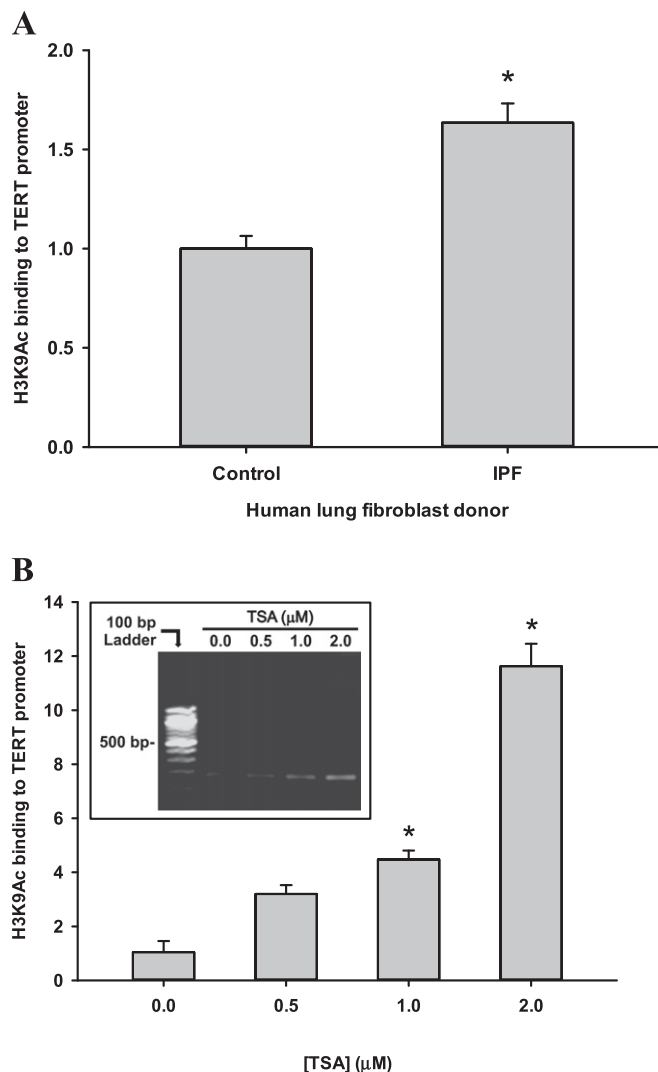 A
2.0
1.5
1.0
0.5
0.0
H3K9Ac binding to TERT promoter
*
Control IPF
Human lung fibroblast donor
B
14
12
10
8
6
4
2
0
H3K9Ac binding to TERT promoter
100 bp
Ladder
TSA (μM)
0.0 0.5 1.0 2.0
500 bp-
*
*
0.0 0.5 1.0 2.0
[TSA] (μM)